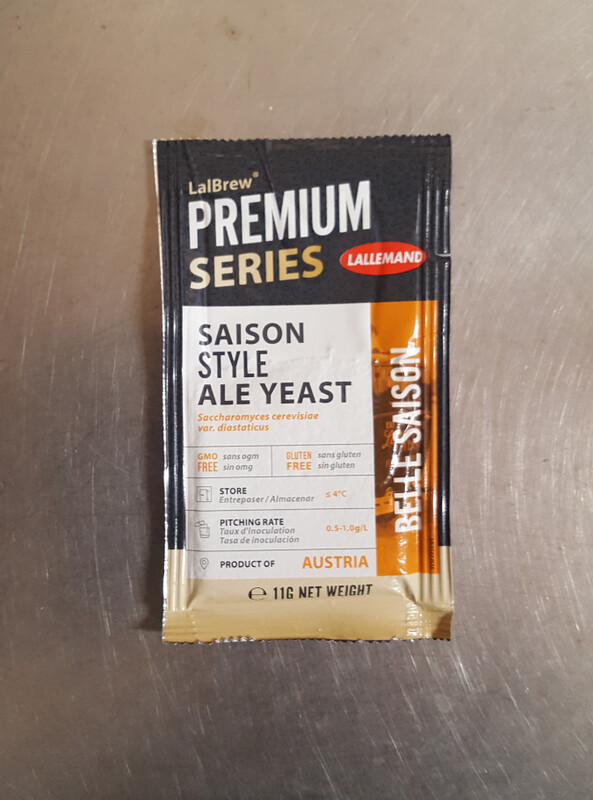 LalBrew®
PREMIUM
SERIES
LALLEMAND
SAISON
STYLE
ALE YEAST
Saccharomyces cerevisiae
var. diastaticus
GMO FREE
sans ogm
sin omg
GLUTEN FREE
sans gluten
sin gluten
STORE
Entreposer / Almacenar
≤ 4°C
PITCHING RATE
Taux d'inoculation
Tasa de inoculación
0.5-1.0g/L
PRODUCT OF
AUSTRIA
℮ 11G NET WEIGHT
BELLE SAISON